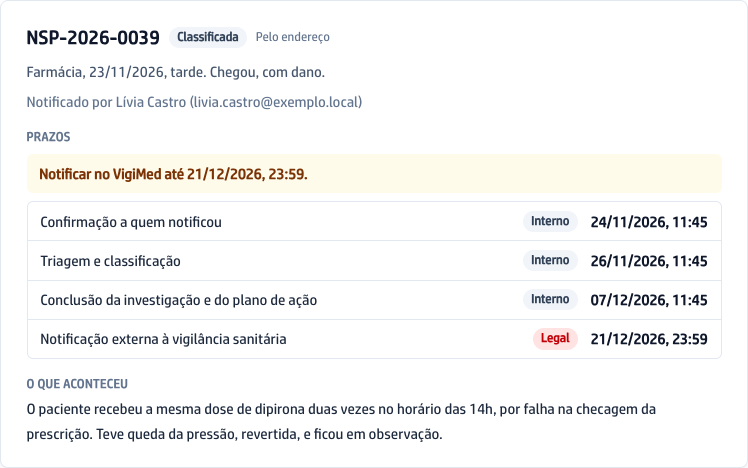 NSP-2026-0039 Classificada Pelo endereço
Farmácia, 23/11/2026, tarde. Chegou, com dano.
Notificado por Lívia Castro (livia.castro@exemplo.local)
PRAZOS
Notificar no VigiMed até 21/12/2026, 23:59.
Confirmação a quem notificou Interno 24/11/2026, 11:45
Triagem e classificação Interno 26/11/2026, 11:45
Conclusão da investigação e do plano de ação Interno 07/12/2026, 11:45
Notificação externa à vigilância sanitária Legal 21/12/2026, 23:59
O QUE ACONTECEU
O paciente recebeu a mesma dose de dipirona duas vezes no horário das 14h, por falha na checagem da
prescrição. Teve queda da pressão, revertida, e ficou em observação.